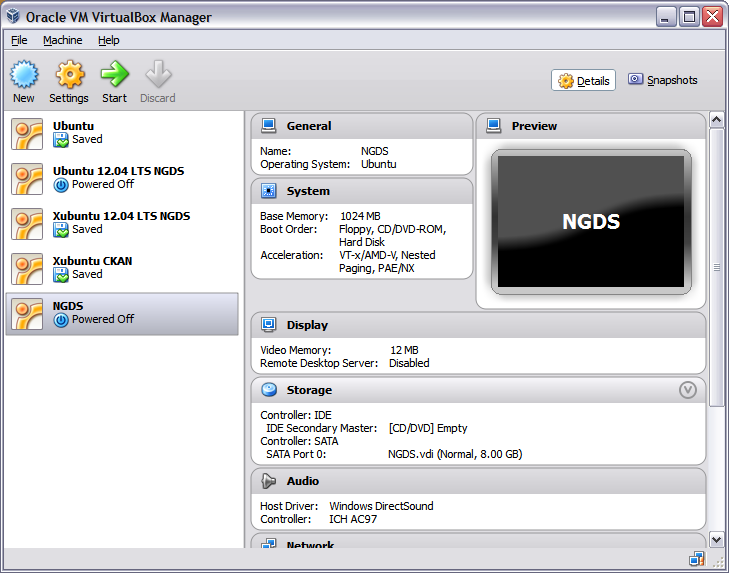 Oracle VM VirtualBox Manager
File Machine Help
New Settings Start Discard
Details Snapshots
Ubuntu
Saved
Ubuntu 12.04 LTS NGDS
Powered Off
Xubuntu 12.04 LTS NGDS
Saved
Xubuntu CKAN
Saved
NGDS
Powered Off
General
Name: NGDS
Operating System: Ubuntu
System
Base Memory: 1024 MB
Boot Order: Floppy, CD/DVD-ROM,
Hard Disk
Acceleration: VT-x/AMD-V, Nested
Paging, PAE/NX
Preview
NGDS
Display
Video Memory: 12 MB
Remote Desktop Server: Disabled
Storage
Controller: IDE
IDE Secondary Master: [CD/DVD] Empty
Controller: SATA
SATA Port 0: NGDS.vdi (Normal, 8.00 GB)
Audio
Host Driver: Windows DirectSound
Controller: ICH AC97
Network